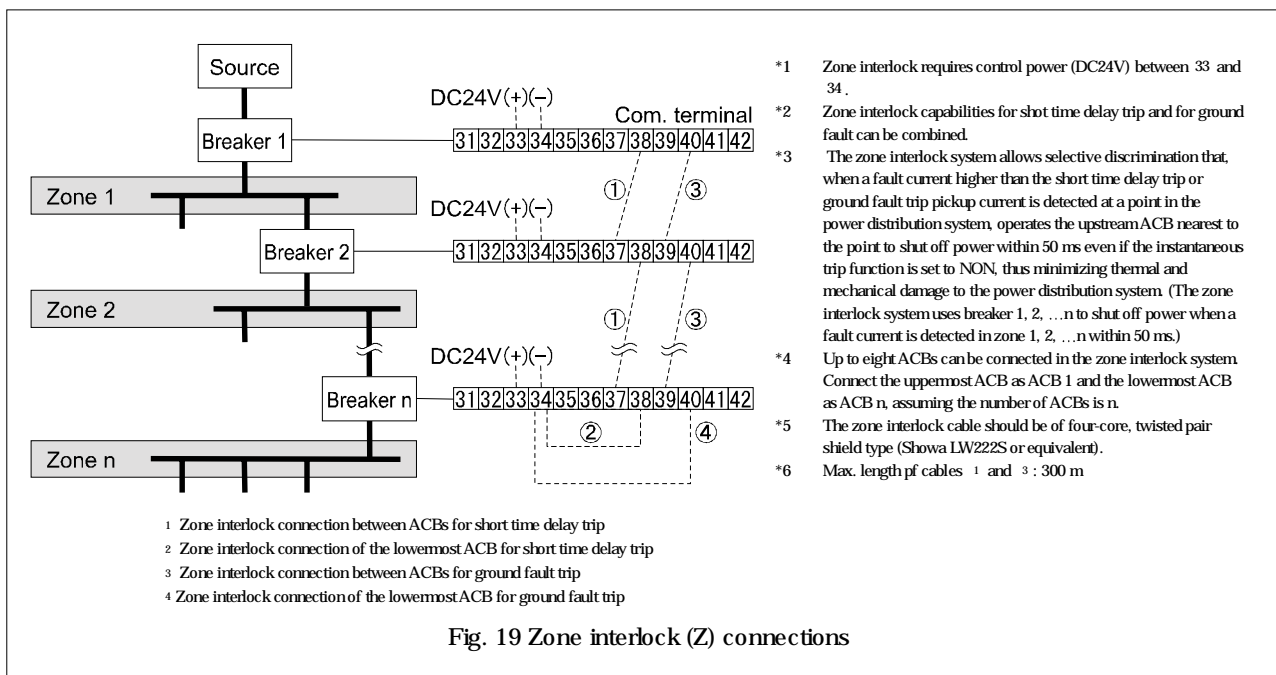 Source
DC24V(+)(−)
Com. terminal
Breaker 1
31 32 33 34 35 36 37 38 39 40 41 42
Zone 1
① ③
DC24V(+)(−)
Breaker 2
31 32 33 34 35 36 37 38 39 40 41 42
Zone 2
① ③
DC24V(+)(−)
Breaker n
31 32 33 34 35 36 37 38 39 40 41 42
② ④
Zone n
*1 Zone interlock requires control power (DC24V) between 33 and
34 .
*2 Zone interlock capabilities for shot time delay trip and for ground
fault can be combined.
*3 The zone interlock system allows selective discrimination that,
when a fault current higher than the short time delay trip or
ground fault trip pickup current is detected at a point in the
power distribution system, operates the upstream ACB nearest to
the point to shut off power within 50 ms even if the instantaneous
trip function is set to NON, thus minimizing thermal and
mechanical damage to the power distribution system. (The zone
interlock system uses breaker 1, 2, …n to shut off power when a
fault current is detected in zone 1, 2, …n within 50 ms.)
*4 Up to eight ACBs can be connected in the zone interlock system.
Connect the uppermost ACB as ACB 1 and the lowermost ACB
as ACB n, assuming the number of ACBs is n.
*5 The zone interlock cable should be of four-core, twisted pair
shield type (Showa LW222S or equivalent).
*6 Max. length pf cables 1 and 3 : 300 m
1 Zone interlock connection between ACBs for short time delay trip
2 Zone interlock connection of the lowermost ACB for short time delay trip
3 Zone interlock connection between ACBs for ground fault trip
4 Zone interlock connection of the lowermost ACB for ground fault trip
Fig. 19 Zone interlock (Z) connections